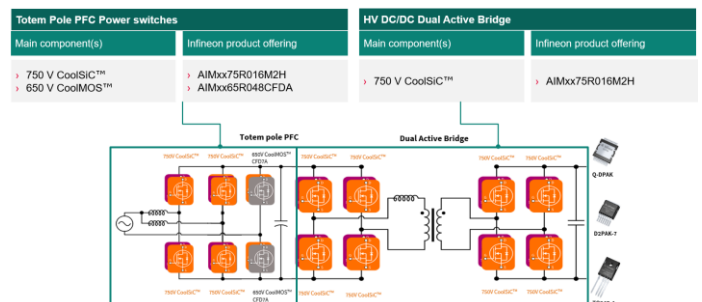 Totem Pole PFC Power switches
Main component(s)
Infineon product offering
› 750 V CoolSiC™
› 650 V CoolMOS™
› AIMxx75R016M2H
› AIMxx65R048CFDA
HV DC/DC Dual Active Bridge
Main component(s)
Infineon product offering
› 750 V CoolSiC™
› AIMxx75R016M2H
Totem pole PFC
Dual Active Bridge
750V CoolSiC™
750V CoolSiC™
650V CoolMOS™
CFD7A
750V CoolSiC™
750V CoolSiC™
750V CoolSiC™
750V CoolSiC™
Q-DPAK
D2PAK-7
750V CoolSiC™
750V CoolSiC™
650V CoolMOS™
CFD7A
750V CoolSiC™
750V CoolSiC™
750V CoolSiC™
750V CoolSiC™